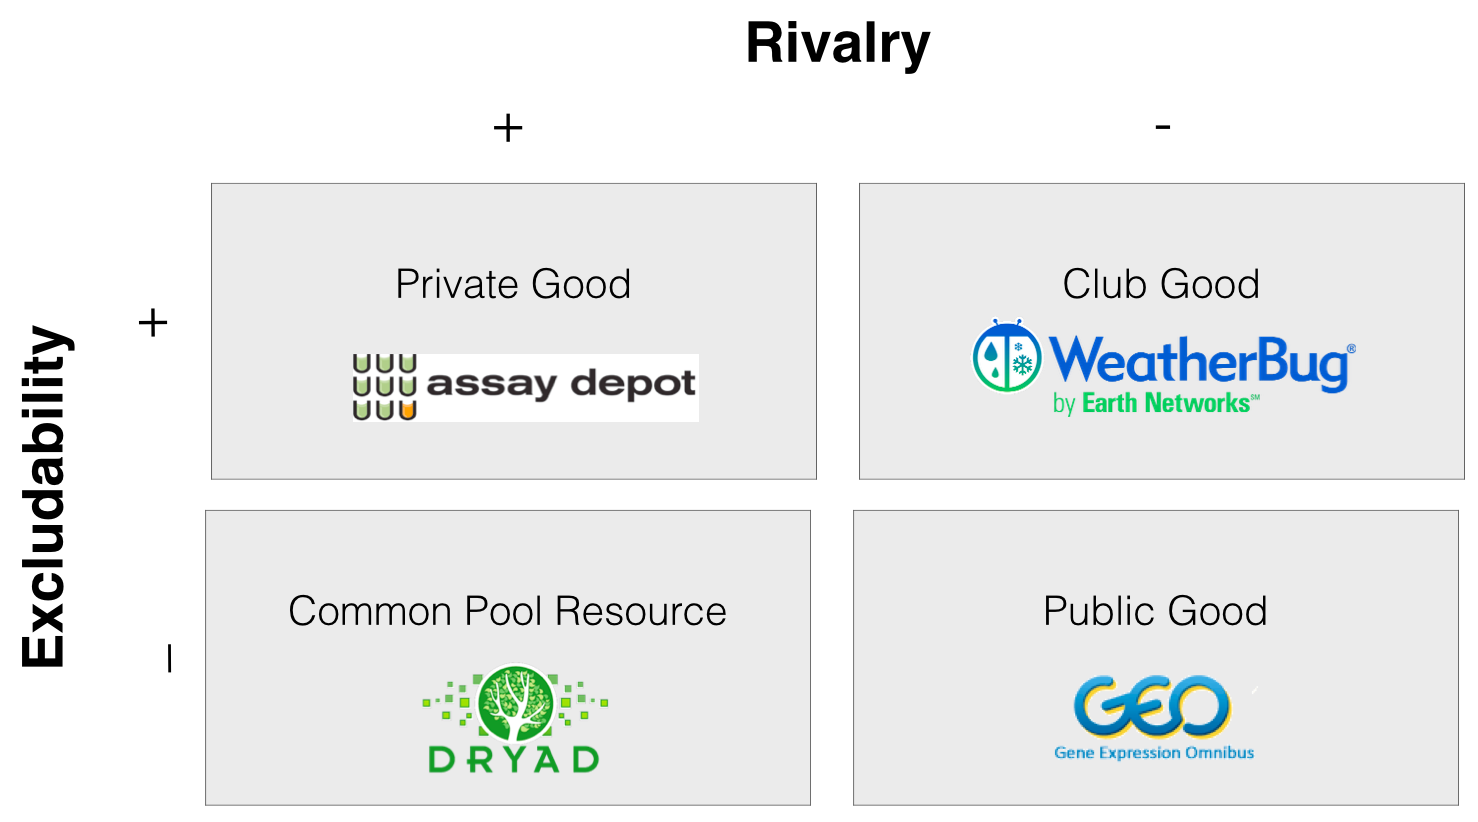 Rivalry
+
-
Excludability
+
Private Good
assay depot
Club Good
WeatherBug®
by Earth Networks℠
-
Common Pool Resource
DRYAD
Public Good
GEO
Gene Expression Omnibus